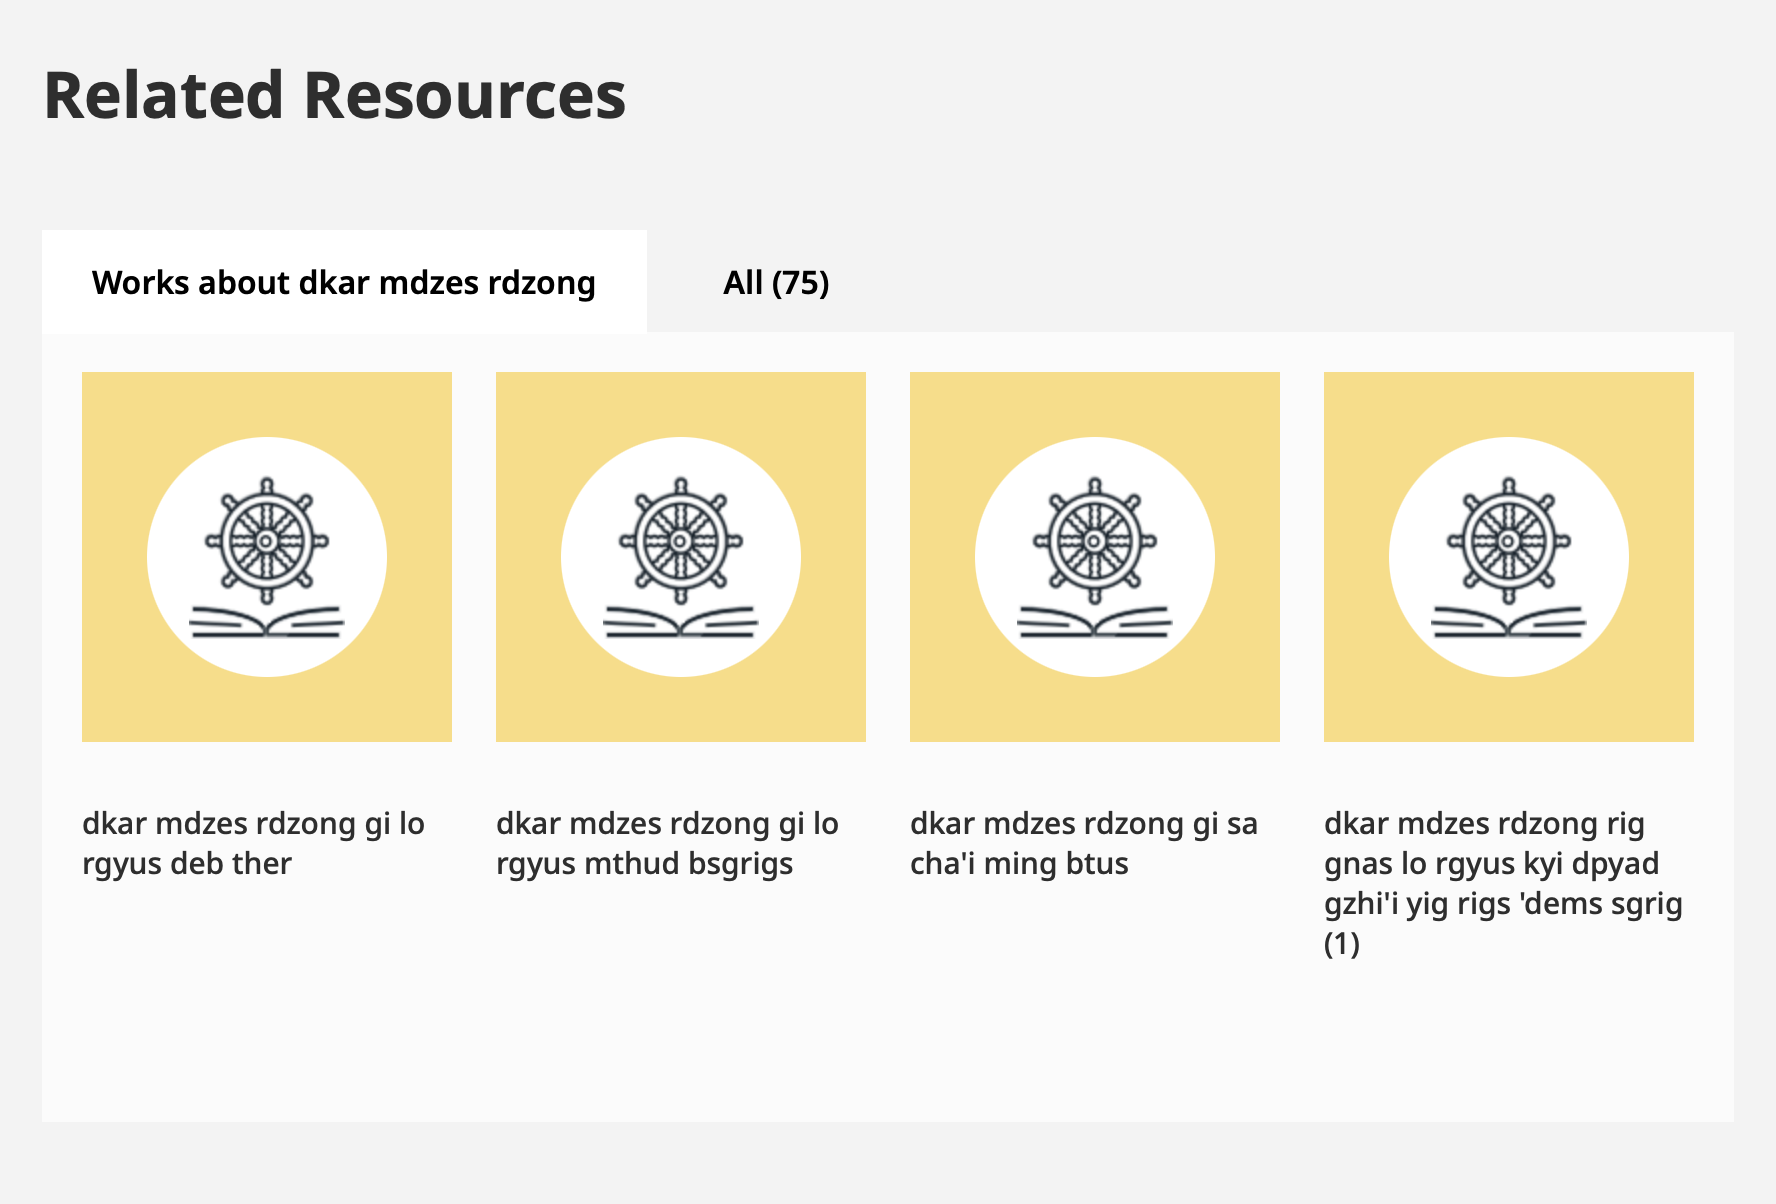 Related Resources
Works about dkar mdzes rdzong
All (75)
dkar mdzes rdzong gi lo
rgyus deb ther
dkar mdzes rdzong gi lo
rgyus mthud bsgrigs
dkar mdzes rdzong gi sa
cha'i ming btus
dkar mdzes rdzong rig
gnas lo rgyus kyi dpyad
gzhi'i yig rigs 'dems sgrig
(1)